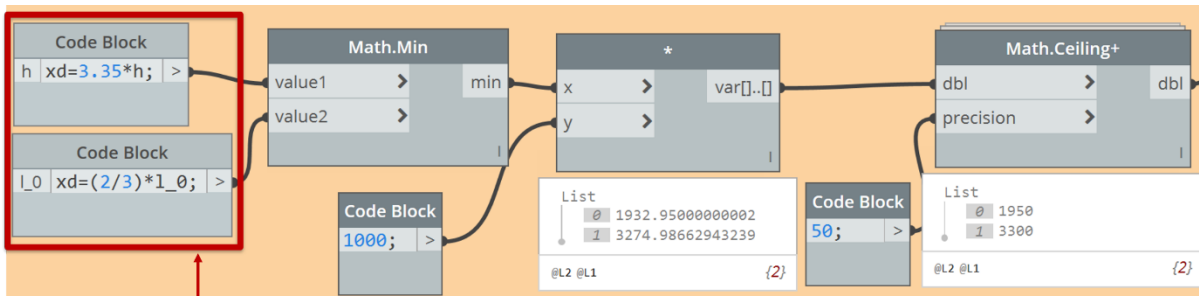 Code Block
h xd=3.35*h; >
Code Block
l_0 xd=(2/3)*l_0; >
Math.Min
value1 > min
value2 >
l
Code Block
1000; >
*
x > var[]..[]
y >
l
List
0 1932.95000000002
1 3274.98662943239
@L2 @L1 {2}
Code Block
50; >
Math.Ceiling+
dbl > dbl
precision >
l
List
0 1950
1 3300
@L2 @L1 {2}